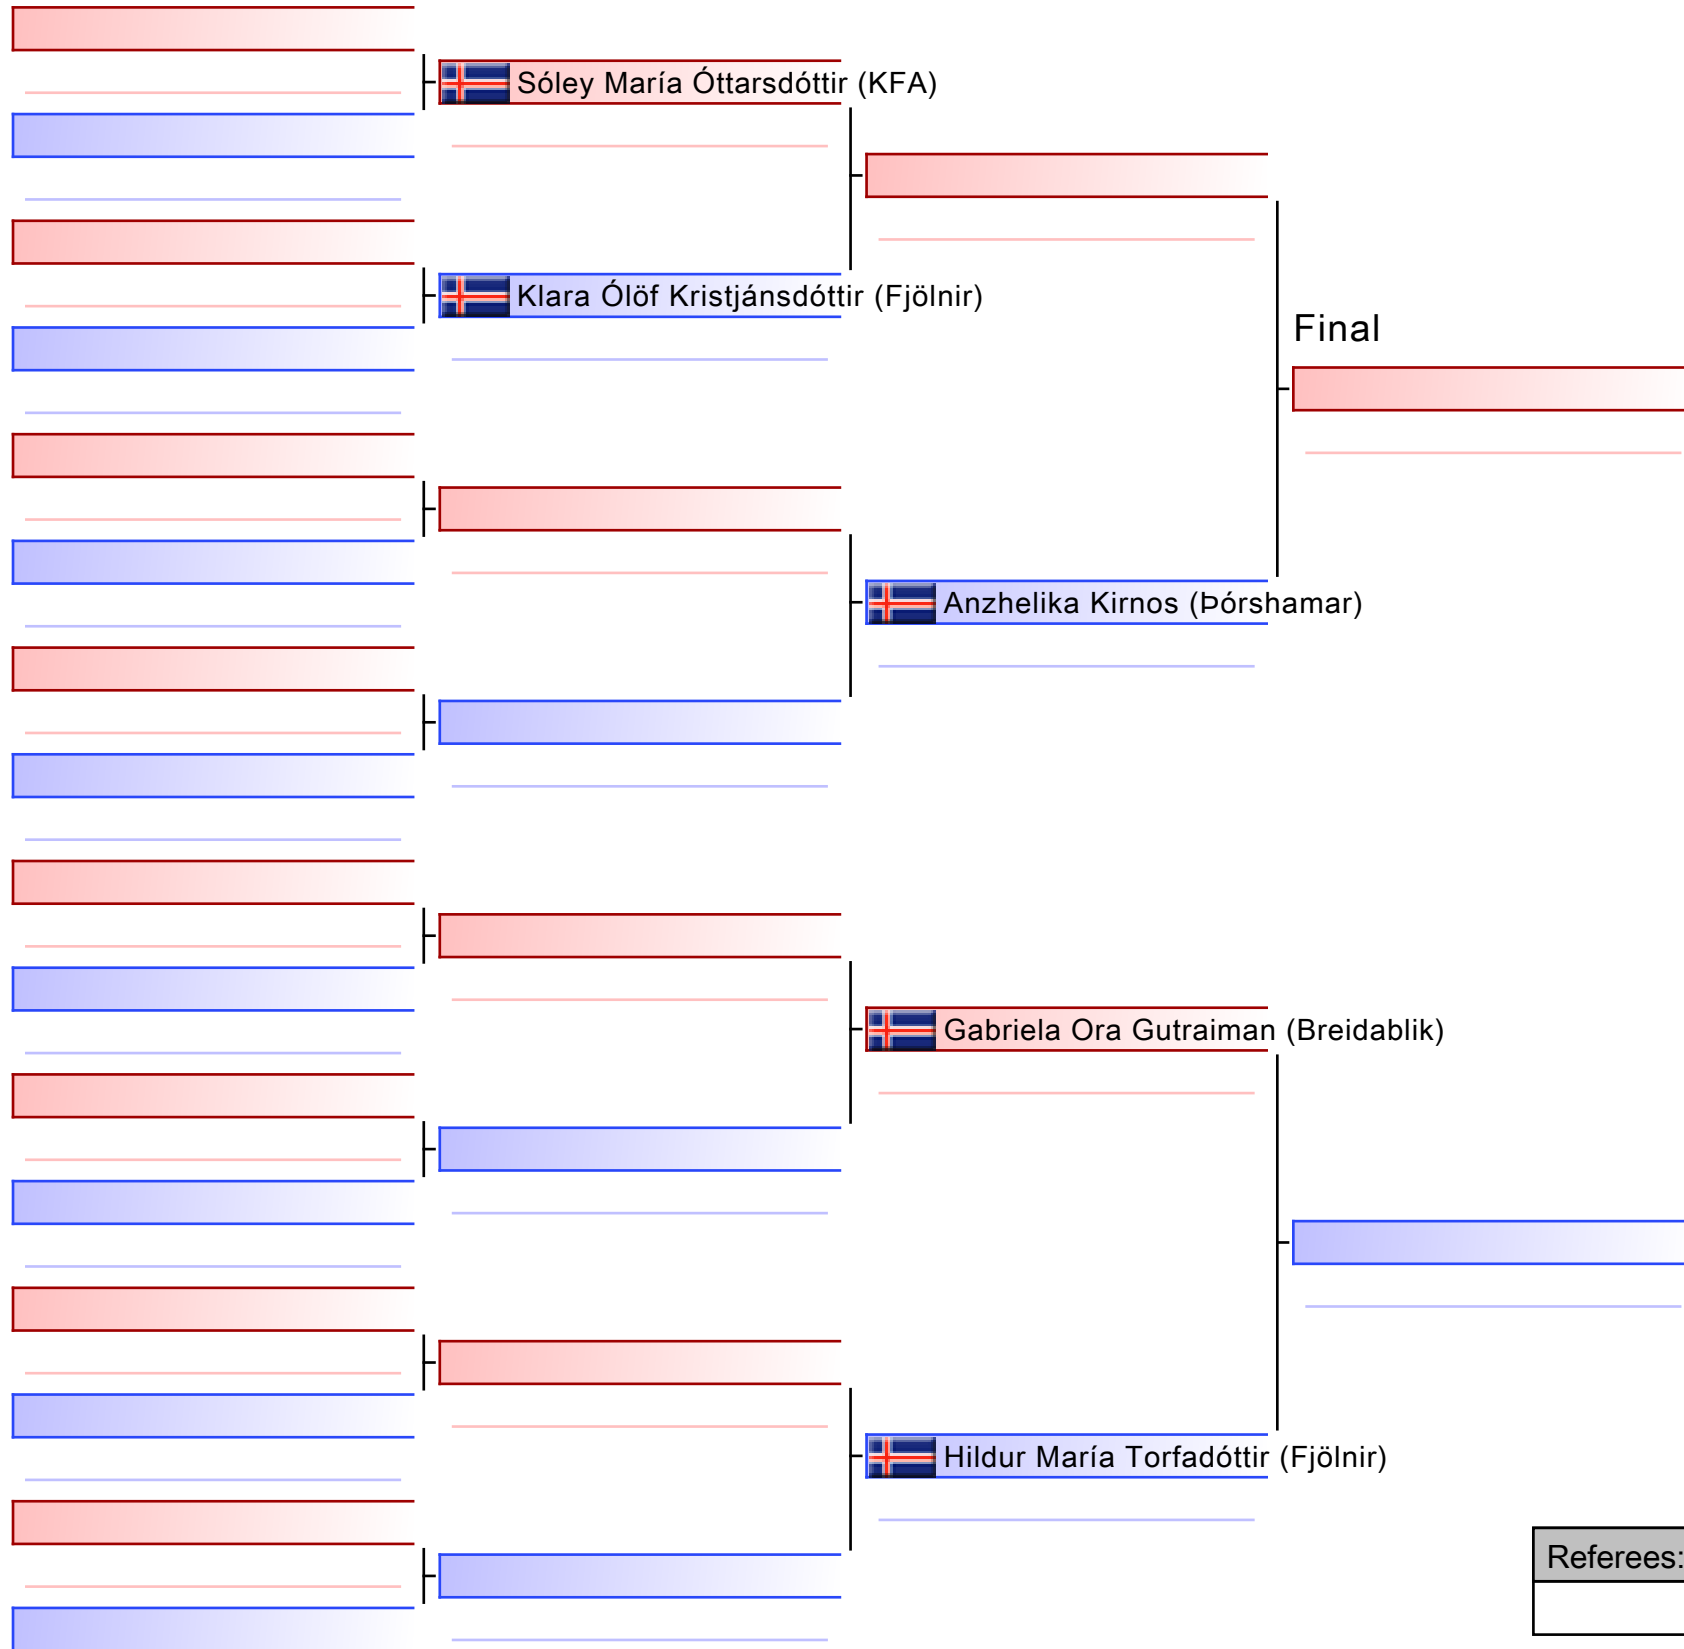 Sóley María Óttarsdóttir (KFA)
Klara Ólöf Kristjánsdóttir (Fjölnir)
Final
Anzhelika Kirnos (Þórshamar)
Gabriela Ora Gutraiman (Breidablik)
Hildur María Torfadóttir (Fjölnir)
Referees: